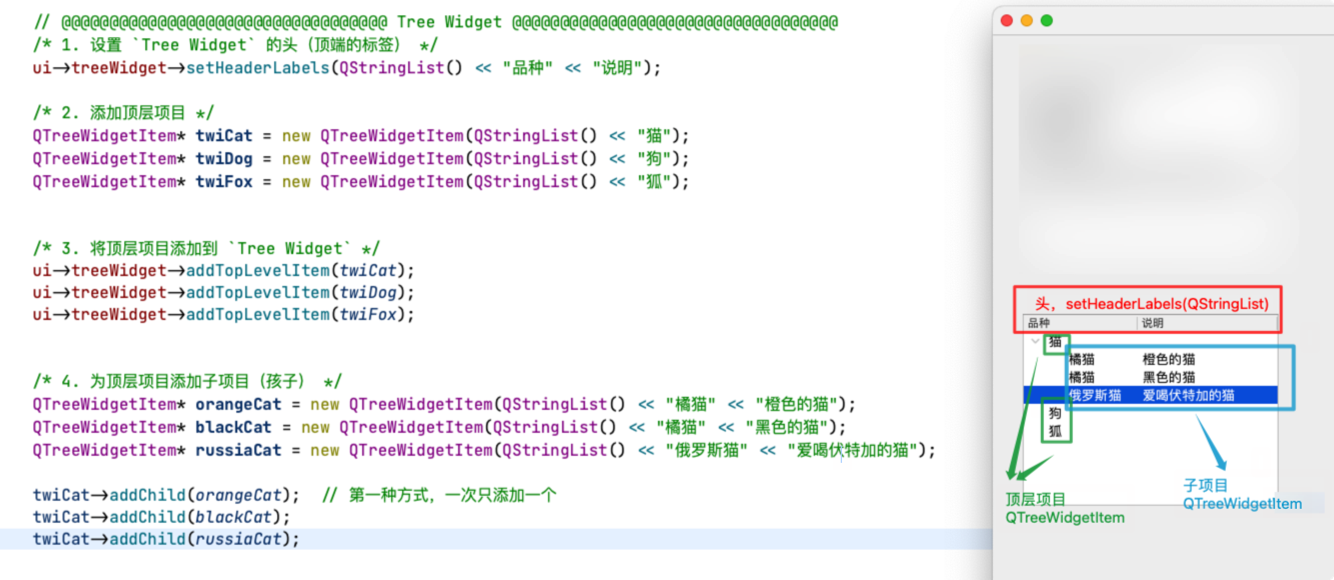 // @@@@@@@@@@@@@@@@@@@@@@@@@@@@@@@@@@ Tree Widget @@@@@@@@@@@@@@@@@@@@@@@@@@@@@@@@@@
/* 1. 设置 `Tree Widget` 的头（顶端的标签） */
ui->treeWidget->setHeaderLabels(QStringList() << "品种" << "说明");
/* 2. 添加顶层项目 */
QTreeWidgetItem* twiCat = new QTreeWidgetItem(QStringList() << "猫");
QTreeWidgetItem* twiDog = new QTreeWidgetItem(QStringList() << "狗");
QTreeWidgetItem* twiFox = new QTreeWidgetItem(QStringList() << "狐");
/* 3. 将顶层项目添加到 `Tree Widget` */
ui->treeWidget->addTopLevelItem(twiCat);
ui->treeWidget->addTopLevelItem(twiDog);
ui->treeWidget->addTopLevelItem(twiFox);
/* 4. 为顶层项目添加子项目（孩子） */
QTreeWidgetItem* orangeCat = new QTreeWidgetItem(QStringList() << "橘猫" << "橙色的猫");
QTreeWidgetItem* blackCat = new QTreeWidgetItem(QStringList() << "橘猫" << "黑色的猫");
QTreeWidgetItem* russiaCat = new QTreeWidgetItem(QStringList() << "俄罗斯猫" << "爱喝伏特加的猫");
twiCat->addChild(orangeCat);  // 第一种方式，一次只添加一个
twiCat->addChild(blackCat);
twiCat->addChild(russiaCat);
头，setHeaderLabels(QStringList)
品种 说明
猫
橘猫 橙色的猫
橘猫 黑色的猫
俄罗斯猫 爱喝伏特加的猫
狗
狐
顶层项目
QTreeWidgetItem
子项目
QTreeWidgetItem